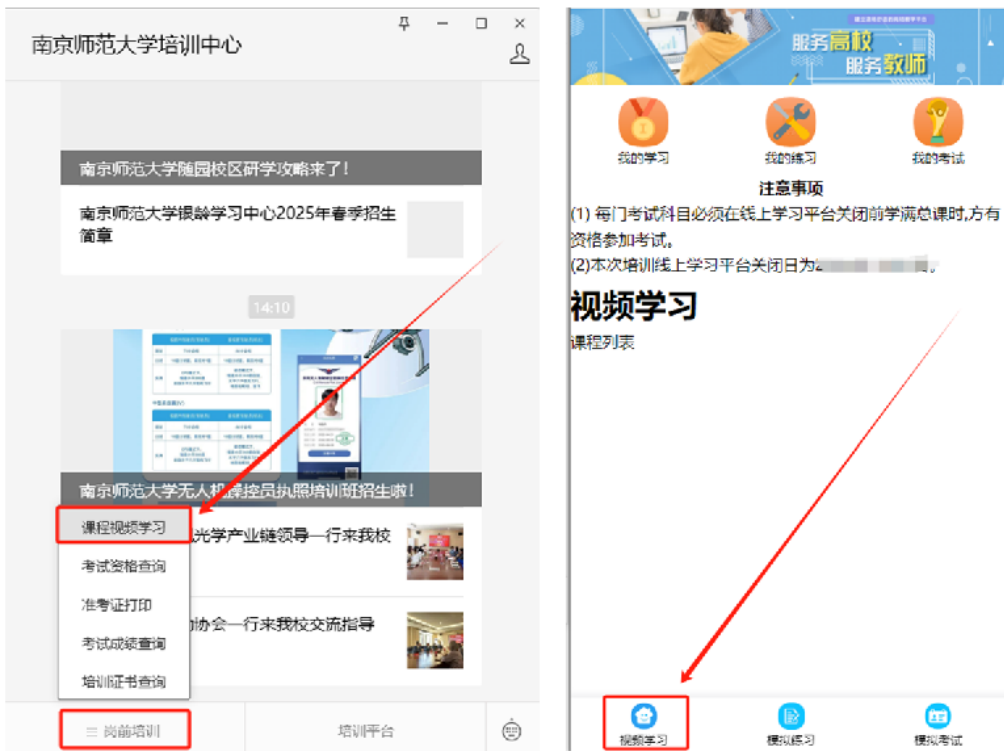 南京师范大学培训中心
南京师范大学随园校区研学攻略来了!
南京师范大学银龄学习中心2025年春季招生
简章
14:10
南京师范大学无人机操控员执照培训班招生啦!
光学产业链领导一行来我校
协会一行来我校交流指导
课程视频学习
考试资格查询
准考证打印
考试成绩查询
培训证书查询
岗前培训
培训平台
服务高校
服务教师
我的学习
我的练习
我的考试
注意事项
(1) 每门考试科目必须在线上学习平台关闭前学满总课时,方有
资格参加考试。
(2)本次培训线上学习平台关闭日为
视频学习
课程列表
视频学习
模拟练习
模拟考试